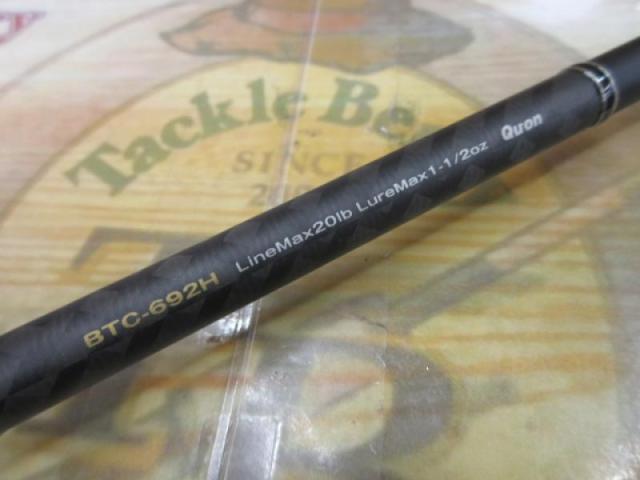 Tackle Be
SINCE
BTC-692H LineMax20lb LureMax1-1/2oz Quon